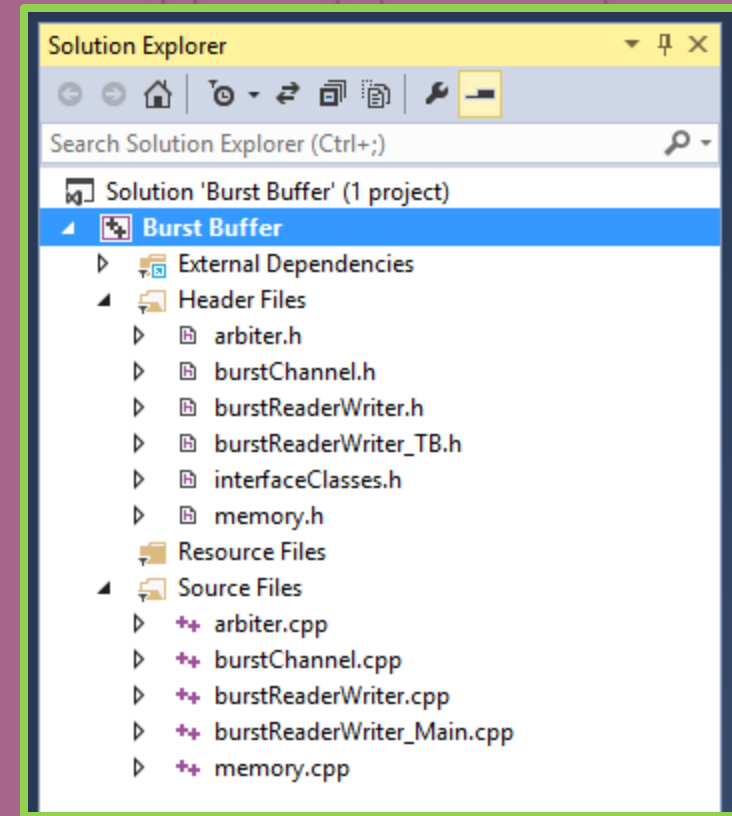 Solution Explorer
Search Solution Explorer (Ctrl+;)
Solution 'Burst Buffer' (1 project)
Burst Buffer
External Dependencies
Header Files
arbiter.h
burstChannel.h
burstReaderWriter.h
burstReaderWriter_TB.h
interfaceClasses.h
memory.h
Resource Files
Source Files
arbiter.cpp
burstChannel.cpp
burstReaderWriter.cpp
burstReaderWriter_Main.cpp
memory.cpp